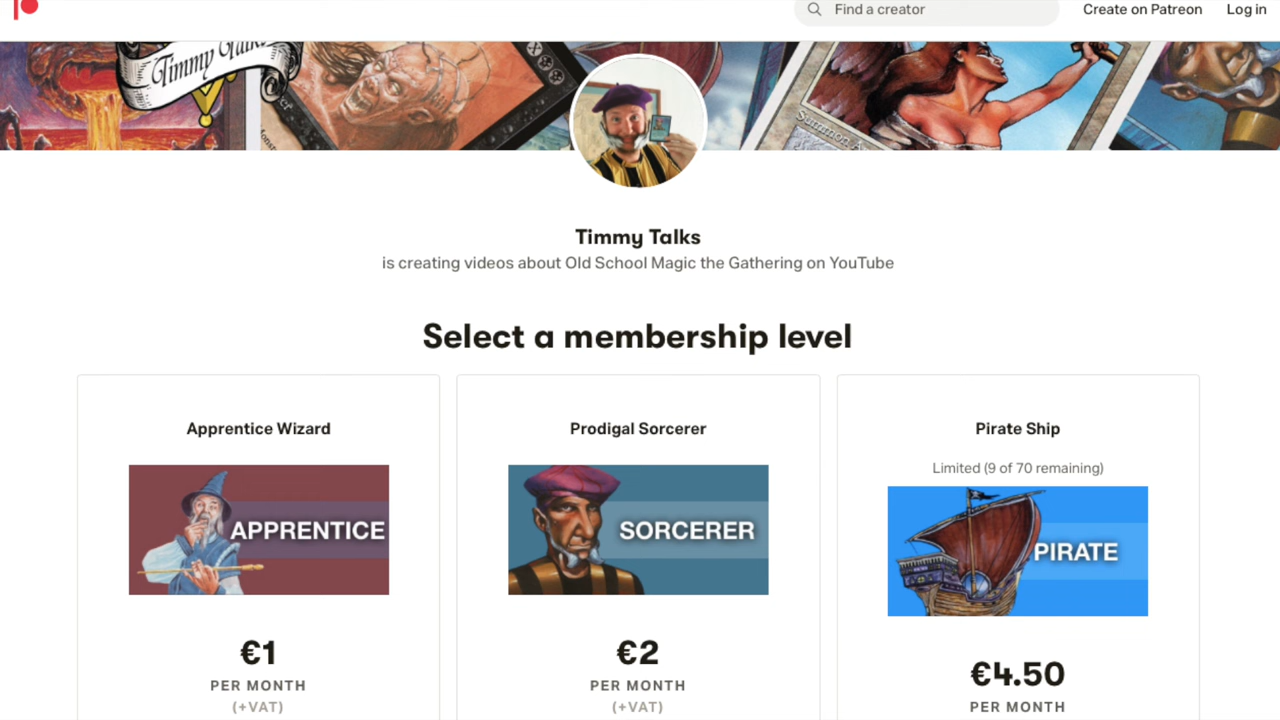 Find a creator
Create on Patreon
Log in
Timmy Talks
Summon A
Timmy Talks
is creating videos about Old School Magic the Gathering on YouTube
Select a membership level
Apprentice Wizard
APPRENTICE
€1
PER MONTH
(+VAT)
Prodigal Sorcerer
SORCERER
€2
PER MONTH
(+VAT)
Pirate Ship
Limited (9 of 70 remaining)
PIRATE
€4.50
PER MONTH